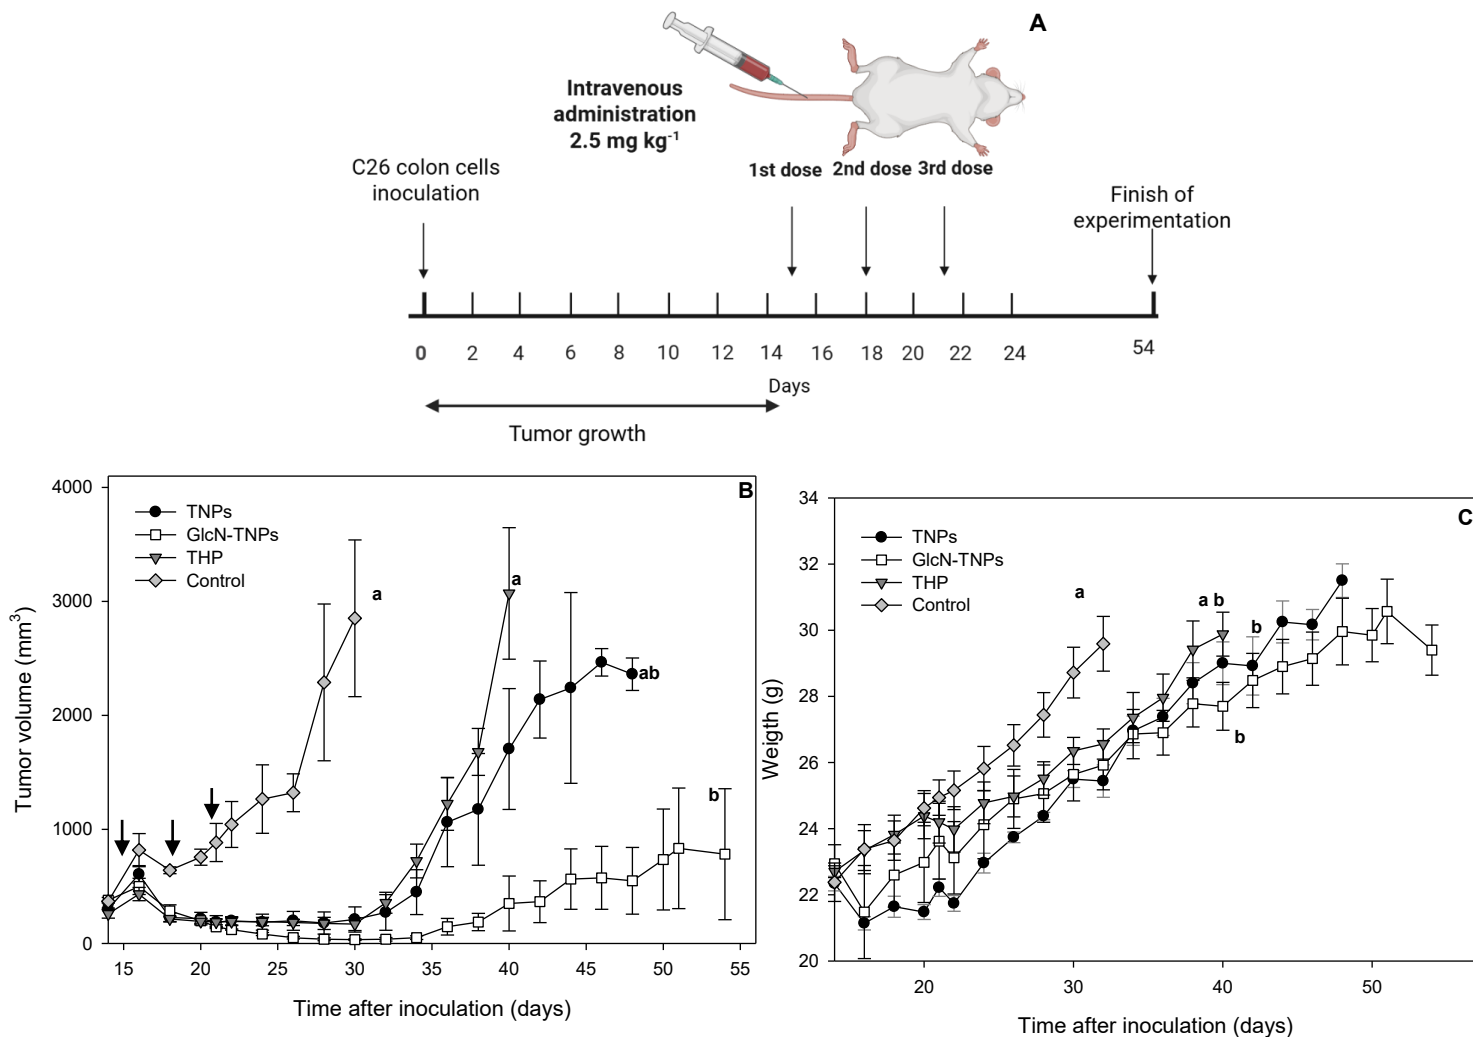 A
Intravenous
administration
2.5 mg kg⁻¹
1st dose 2nd dose 3rd dose
C26 colon cells
inoculation
Finish of
experimentation
0 2 4 6 8 10 12 14 16 18 20 22 24 54
Days
Tumor growth
B
4000
3000
2000
1000
0
Tumor volume (mm³)
TNPs
GlcN-TNPs
THP
Control
a
a
ab
b
15 20 25 30 35 40 45 50 55
Time after inoculation (days)
C
34
32
30
28
26
24
22
20
Weigth (g)
TNPs
GlcN-TNPs
THP
Control
a
a b
b
b
20 30 40 50
Time after inoculation (days)